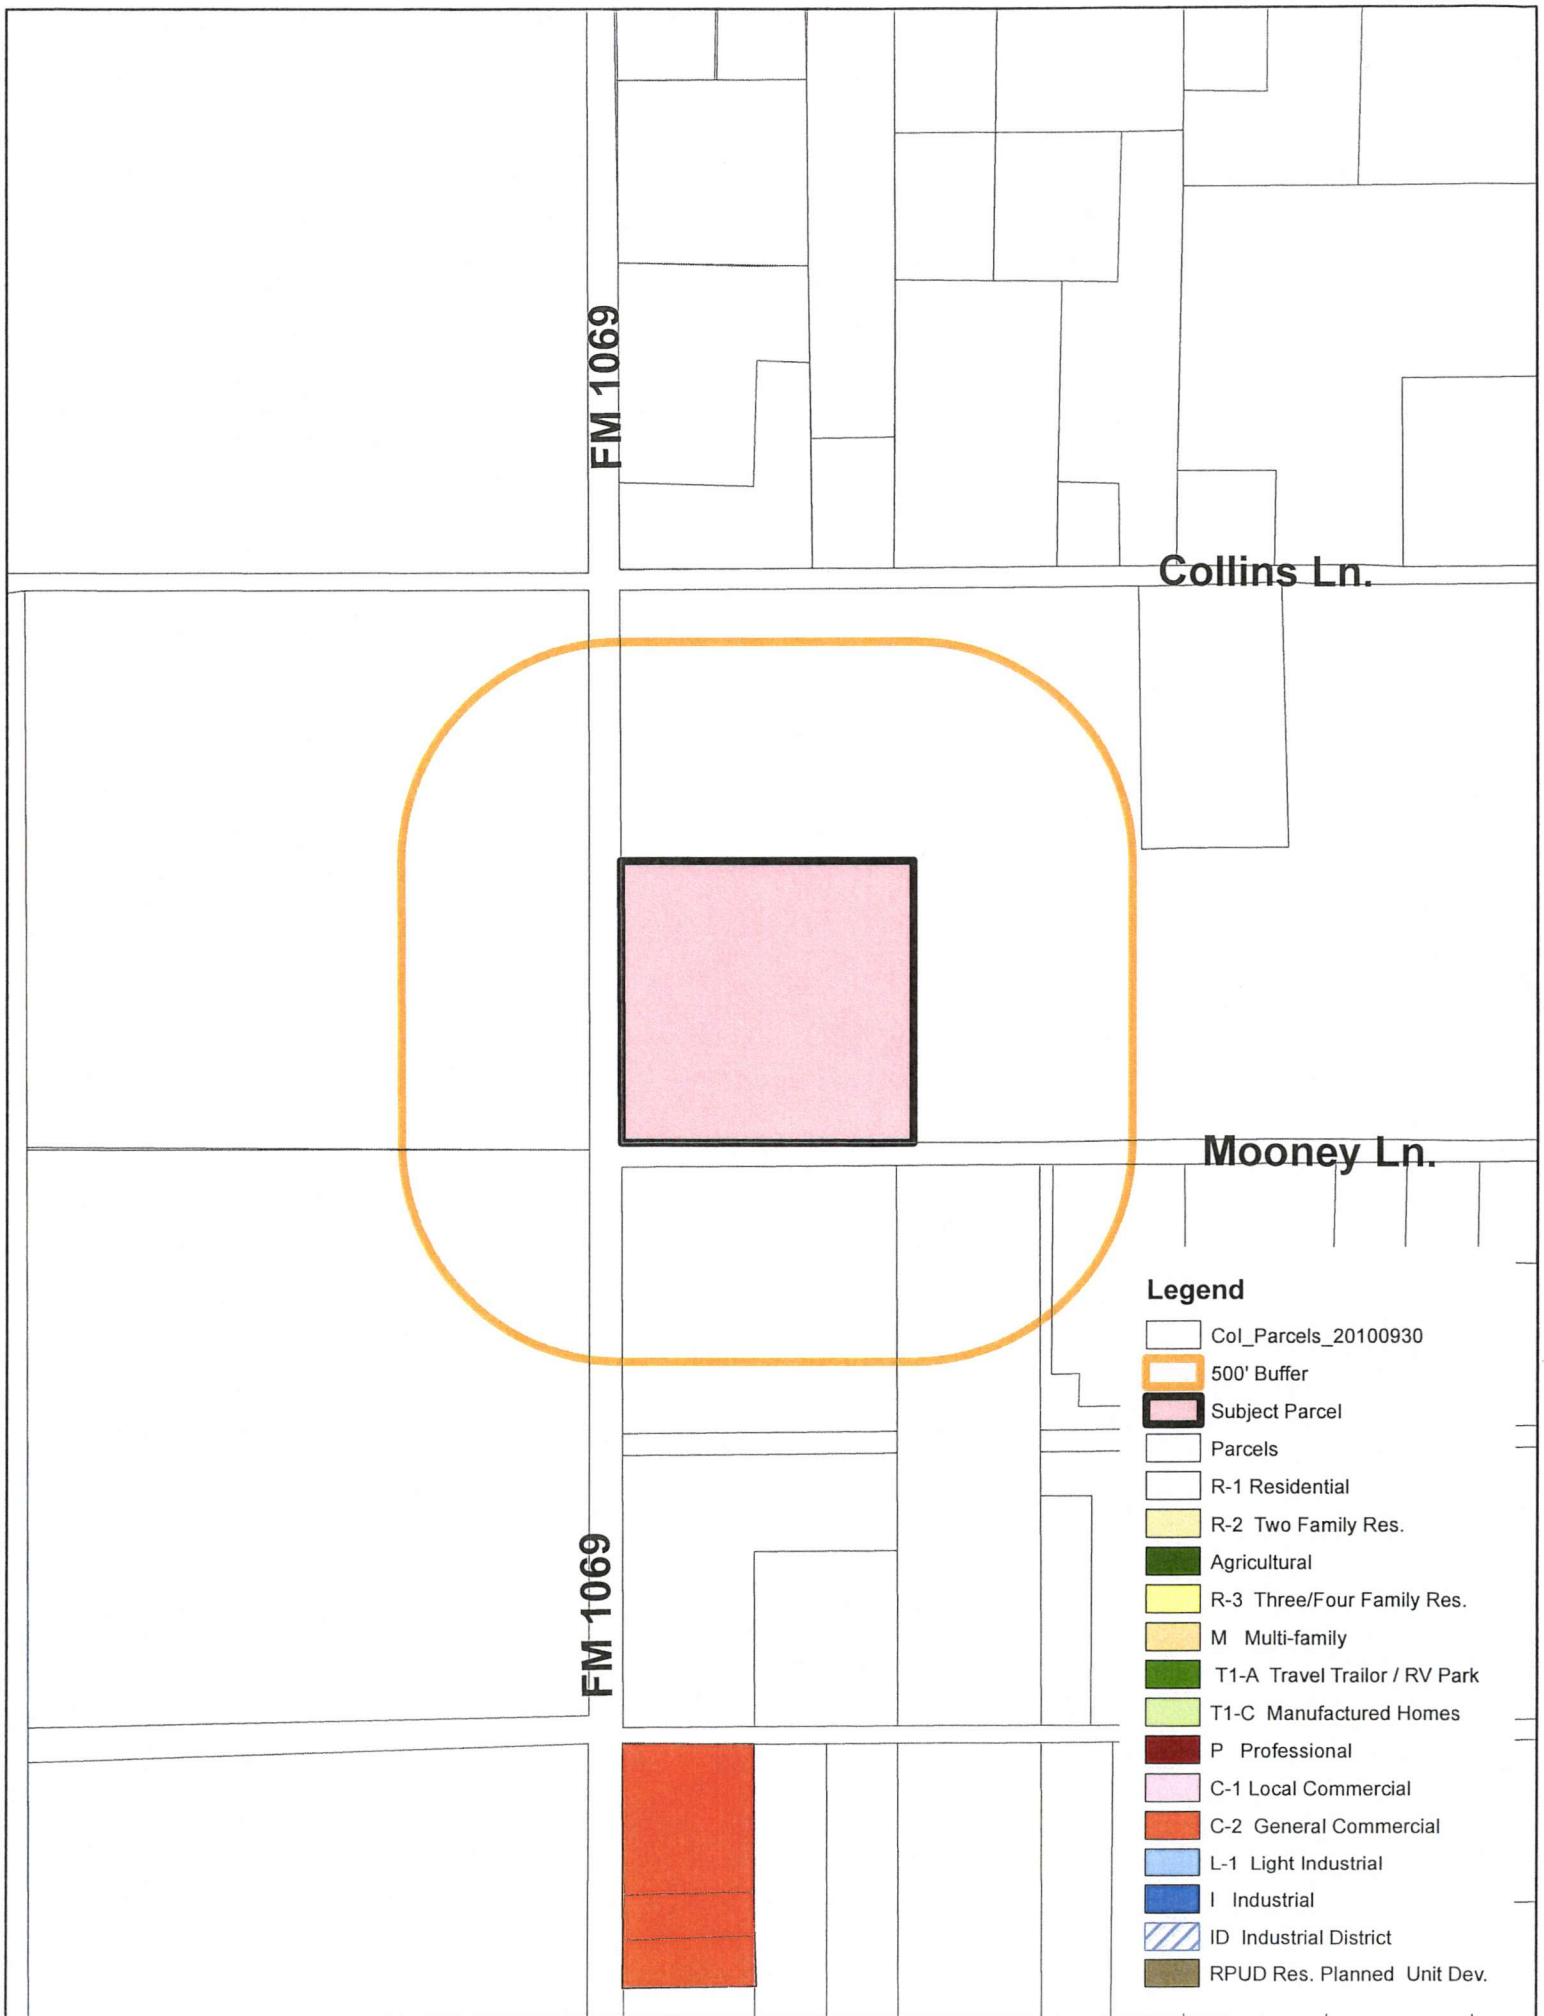 FM 1069
Collins Ln.
Mooney Ln.
FM 1069
Legend
Col_Parcels_20100930
500' Buffer
Subject Parcel
Parcels
R-1 Residential
R-2 Two Family Res.
Agricultural
R-3 Three/Four Family Res.
M Multi-family
T1-A Travel Trailor / RV Park
T1-C Manufactured Homes
P Professional
C-1 Local Commercial
C-2 General Commercial
L-1 Light Industrial
I Industrial
ID Industrial District
RPUD Res. Planned Unit Dev.